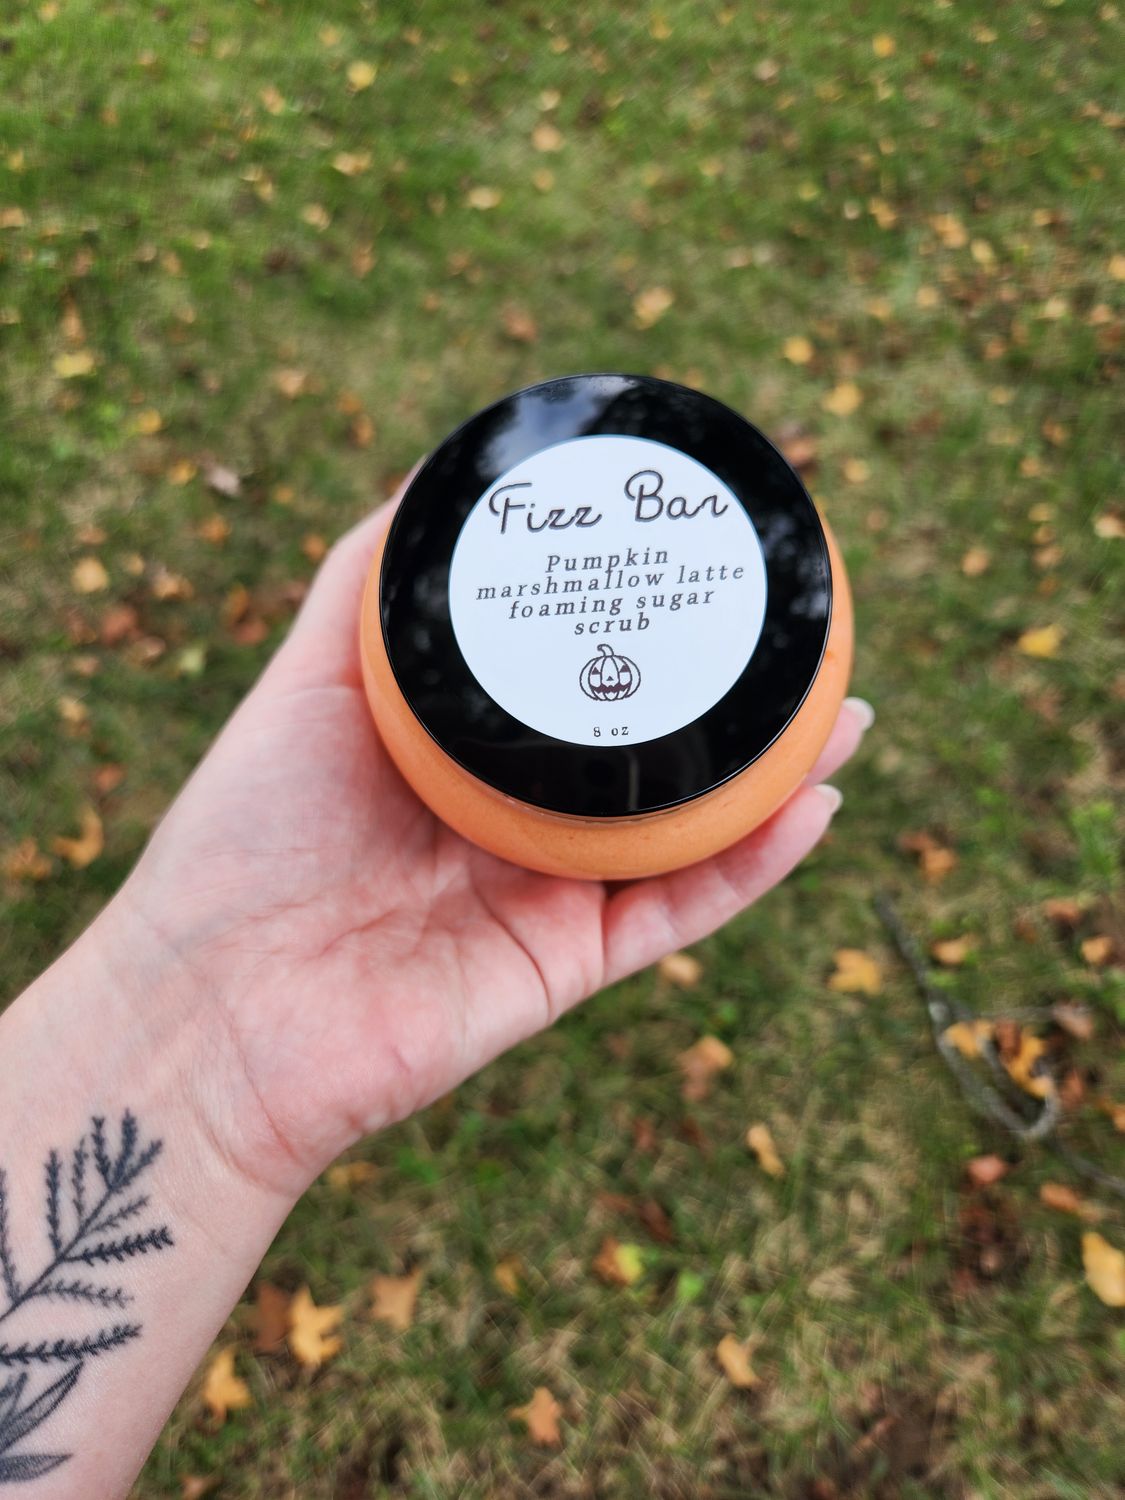 Fizz Bar
Pumpkin
marshmallow latte
foaming sugar
scrub
8 oz